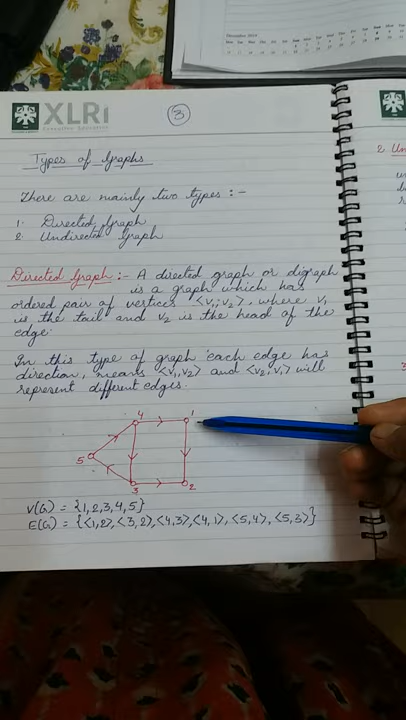 December 2019
XLRi
3
Types of Graphs
There are mainly two types :-
1. Directed Graph
2. Undirected Graph
Directed Graph :- A directed graph or digraph
is a graph which has
ordered pair of vertices <v₁,v₂>, where v₁
is the tail and v₂ is the head of the
edge.
In this type of graph each edge has
direction, means <v₁,v₂> and <v₂,v₁> will
represent different edges.
4 1
5
3 2
V(G) = {1,2,3,4,5}
E(G) = {<1,2>,<3,2>,<4,3>,<4,1>,<5,4>,<5,3>}
2. Un